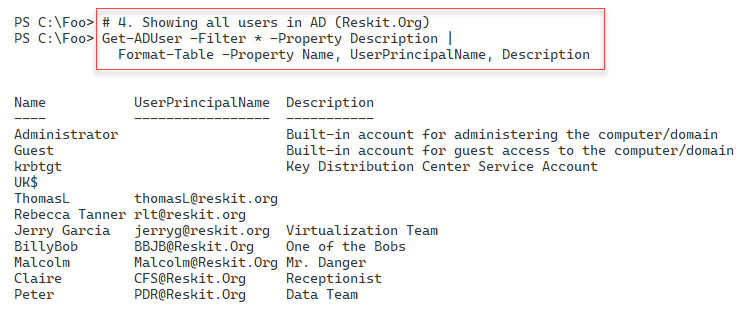 PS C:\Foo> # 4. Showing all users in AD (Reskit.Org)
PS C:\Foo> Get-ADUser -Filter * -Property Description |
Format-Table -Property Name, UserPrincipalName, Description
Name UserPrincipalName Description
---- ----------------- -----------
Administrator Built-in account for administering the computer/domain
Guest Built-in account for guest access to the computer/domain
krbtgt Key Distribution Center Service Account
UK$
ThomasL thomasL@reskit.org
Rebecca Tanner rlt@reskit.org
Jerry Garcia jerryg@reskit.org Virtualization Team
BillyBob BBJB@Reskit.Org One of the Bobs
Malcolm Malcolm@Reskit.Org Mr. Danger
Claire CFS@Reskit.Org Receptionist
Peter PDR@Reskit.Org Data Team